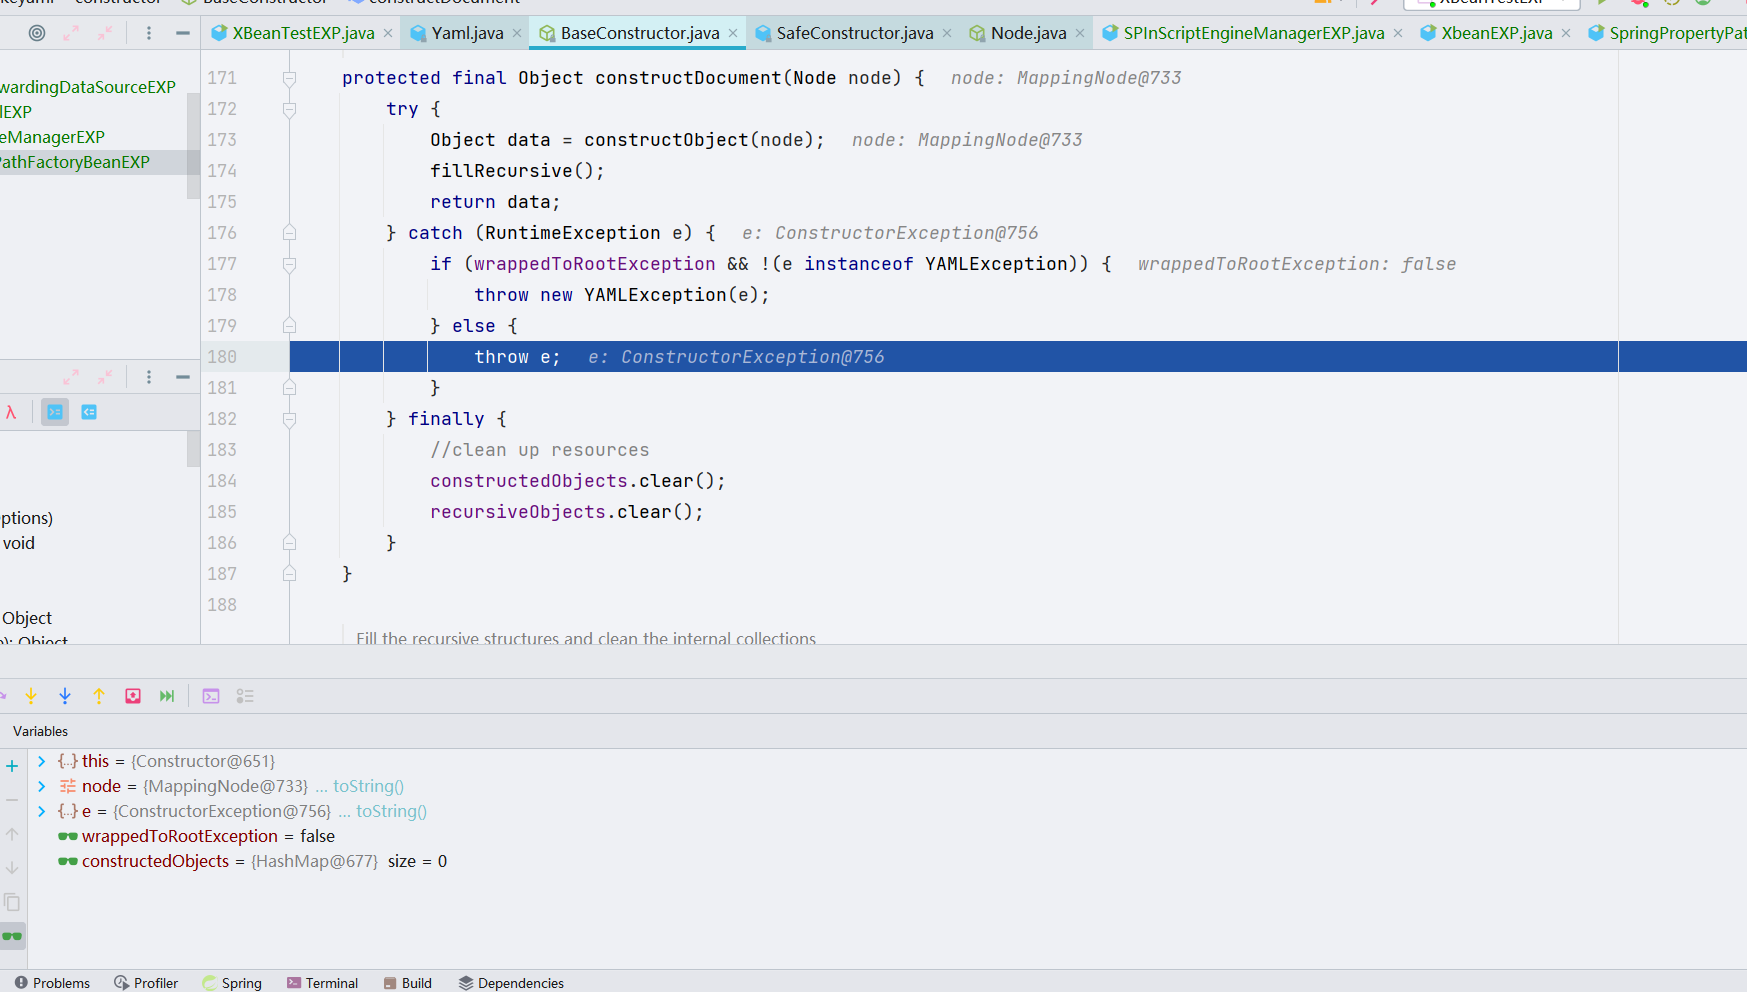 constructor BaseConstructor constructDocument XBeanTestEXP
XBeanTestEXP.java Yaml.java BaseConstructor.java SafeConstructor.java Node.java SPInScriptEngineManagerEXP.java XbeanEXP.java SpringPropertyPat
wardingDataSourceEXP
lEXP
eManagerEXP
PathFactoryBeanEXP
171 protected final Object constructDocument(Node node) { node: MappingNode@733
172 try {
173 Object data = constructObject(node); node: MappingNode@733
174 fillRecursive();
175 return data;
176 } catch (RuntimeException e) { e: ConstructorException@756
177 if (wrappedToRootException && !(e instanceof YAMLException)) { wrappedToRootException: false
178 throw new YAMLException(e);
179 } else {
180 throw e; e: ConstructorException@756
181 }
182 } finally {
183 //clean up resources
184 constructedObjects.clear();
185 recursiveObjects.clear();
186 }
187 }
188
Fill the recursive structures and clean the internal collections
λ
ptions)
void
Object
): Object
Variables
{..} this = {Constructor@651}
node = {MappingNode@733} ... toString()
{..} e = {ConstructorException@756} ... toString()
wrappedToRootException = false
constructedObjects = {HashMap@677} size = 0
Problems Profiler Spring Terminal Build Dependencies